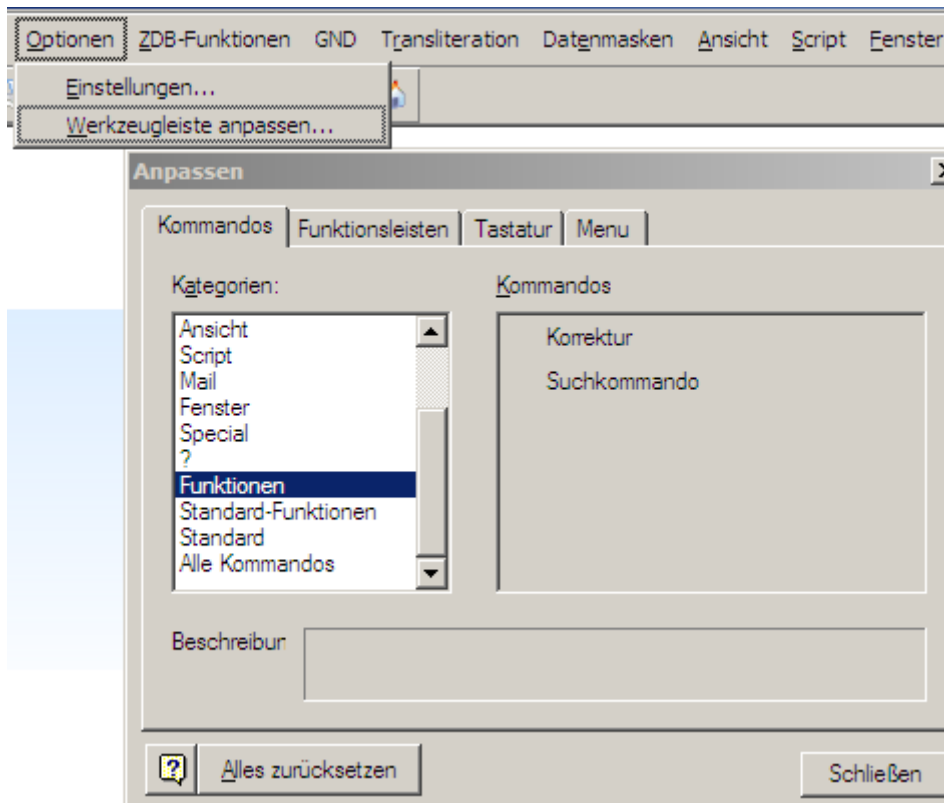 Optionen ZDB-Funktionen GND Transliteration Datenmasken Ansicht Script Fenster
Einstellungen...
Werkzeugleiste anpassen...
Anpassen
Kommandos Funktionsleisten Tastatur Menu
Kategorien: Kommandos
Ansicht
Script
Mail
Fenster
Special
?
Funktionen
Standard-Funktionen
Standard
Alle Kommandos
Korrektur
Suchkommando
Beschreibur
? Alles zurücksetzen Schließen